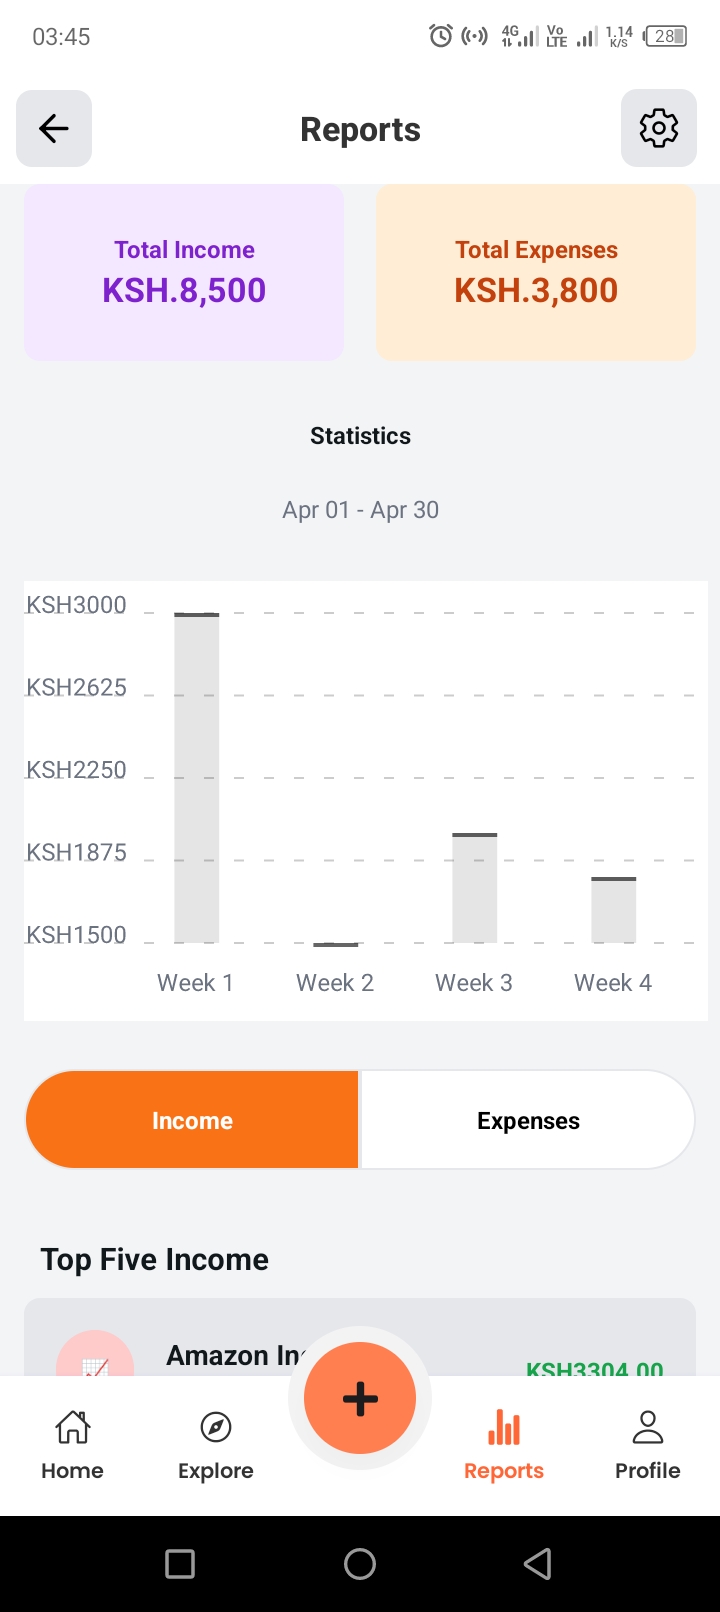 03:45
4G
Vo
LTE
1.14
K/S
28
Reports
Total Income
KSH.8,500
Total Expenses
KSH.3,800
Statistics
Apr 01 - Apr 30
KSH3000
KSH2625
KSH2250
KSH1875
KSH1500
Week 1 Week 2 Week 3 Week 4
Income
Expenses
Top Five Income
Amazon
KSH3304.00
Home
Explore
Reports
Profile